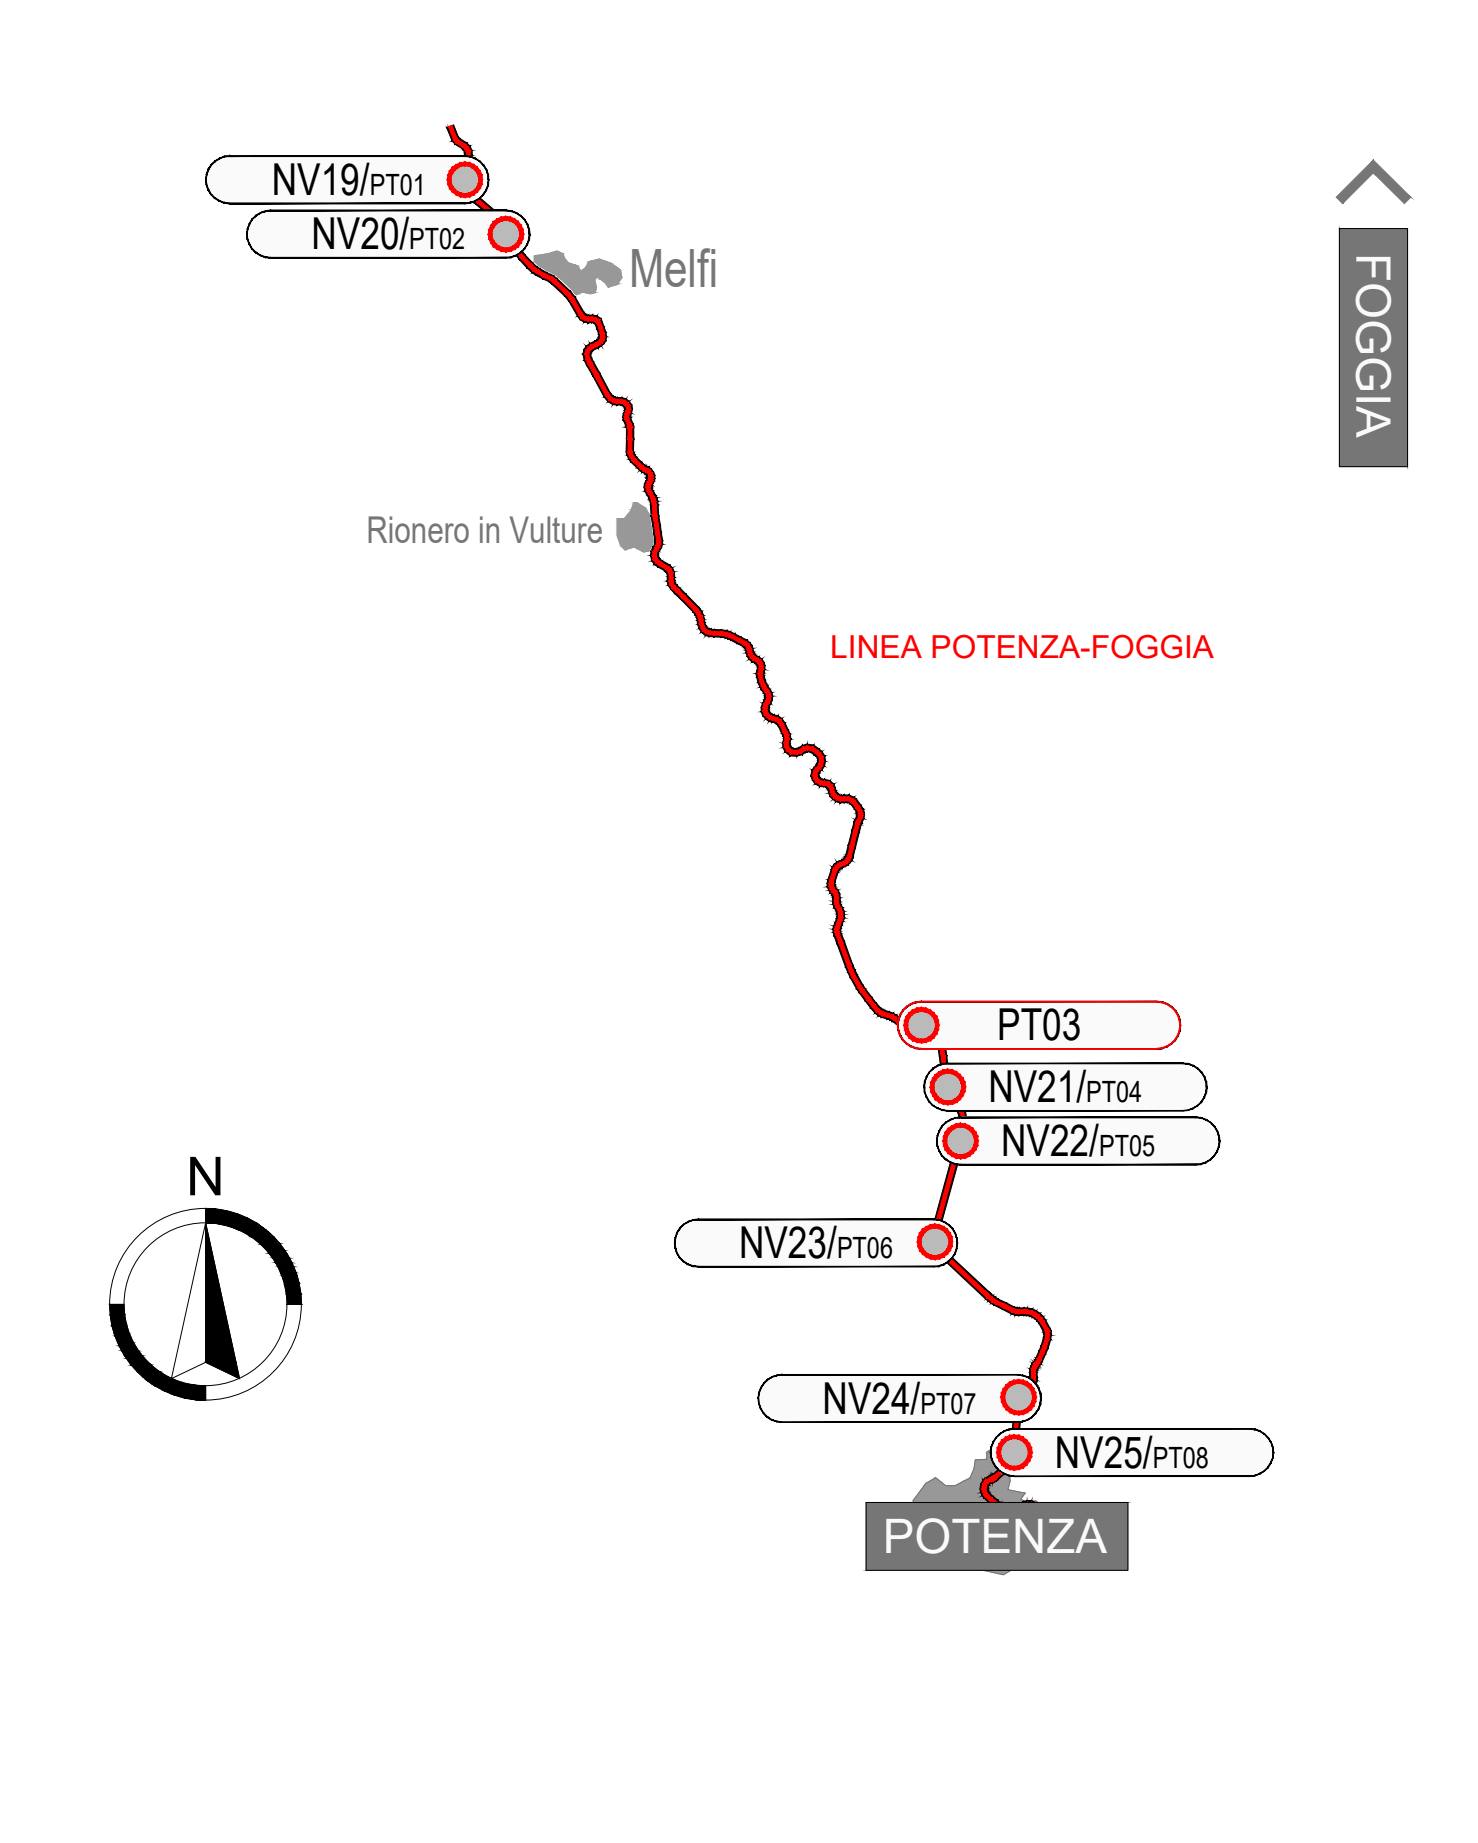 NV19/PT01
NV20/PT02
Melfi
FOGGIA
Rionero in Vulture
LINEA POTENZA-FOGGIA
PT03
NV21/PT04
NV22/PT05
N
NV23/PT06
NV24/PT07
NV25/PT08
POTENZA